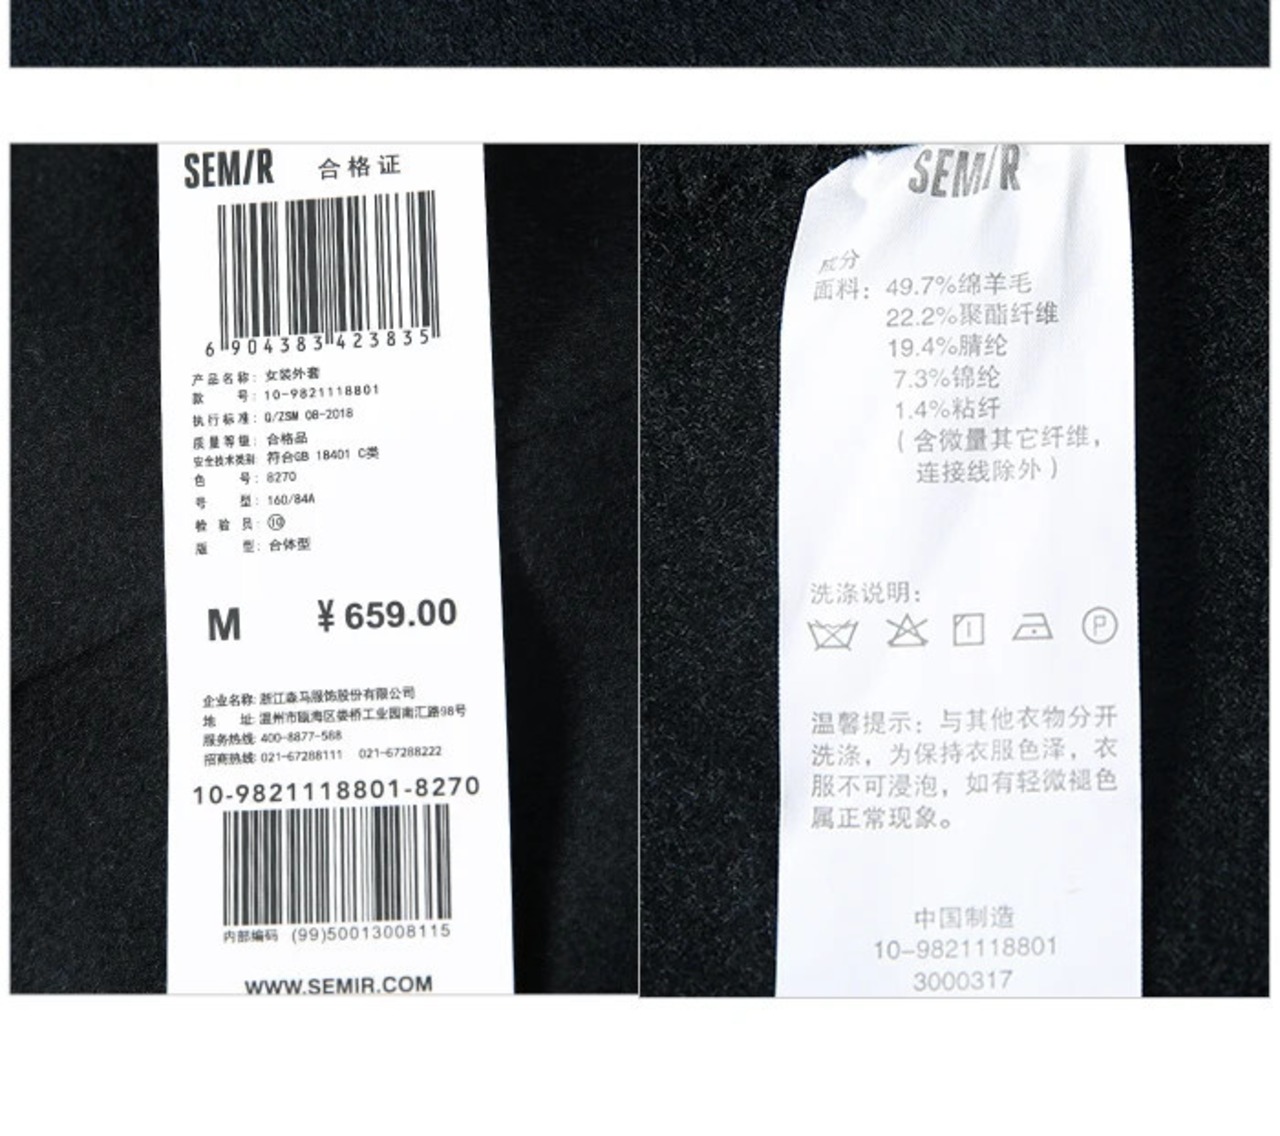 SEMIR 合格证
6 904383 423835
产品名称: 女装外套
款号: 10-9821118801
执行标准: Q/ZSM 08-2018
质量等级: 合格品
安全技术类别: 符合GB 18401 C类
色号: 8270
号型: 160/84A
检验员: ⑩
版型: 合体型
M ¥659.00
企业名称: 浙江森马服饰股份有限公司
地址: 温州市瓯海区娄桥工业园南汇路98号
服务热线: 400-8877-588
招商热线: 021-67288111 021-67288222
10-9821118801-8270
内部编码 (99)50013008115
WWW.SEMIR.COM
SEMIR
成分
面料: 49.7%绵羊毛
22.2%聚酯纤维
19.4%腈纶
7.3%锦纶
1.4%粘纤
(含微量其它纤维,
连接线除外)
洗涤说明:
P
温馨提示: 与其他衣物分开
洗涤, 为保持衣服色泽, 衣
服不可浸泡, 如有轻微褪色
属正常现象。
中国制造
10-9821118801
3000317